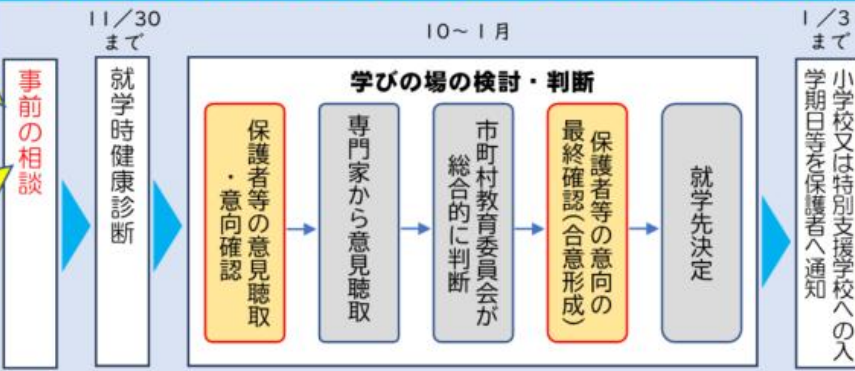 事前の相談
11/30
まで
就学時健康診断
10~1月
学びの場の検討・判断
保護者等の意見聴取
・意向確認
専門家から意見聴取
市町村教育委員会が
総合的に判断
保護者等の意向の
最終確認(合意形成)
就学先決定
1/3
まで
小学校又は特別支援学校への入
学期日等を保護者へ通知